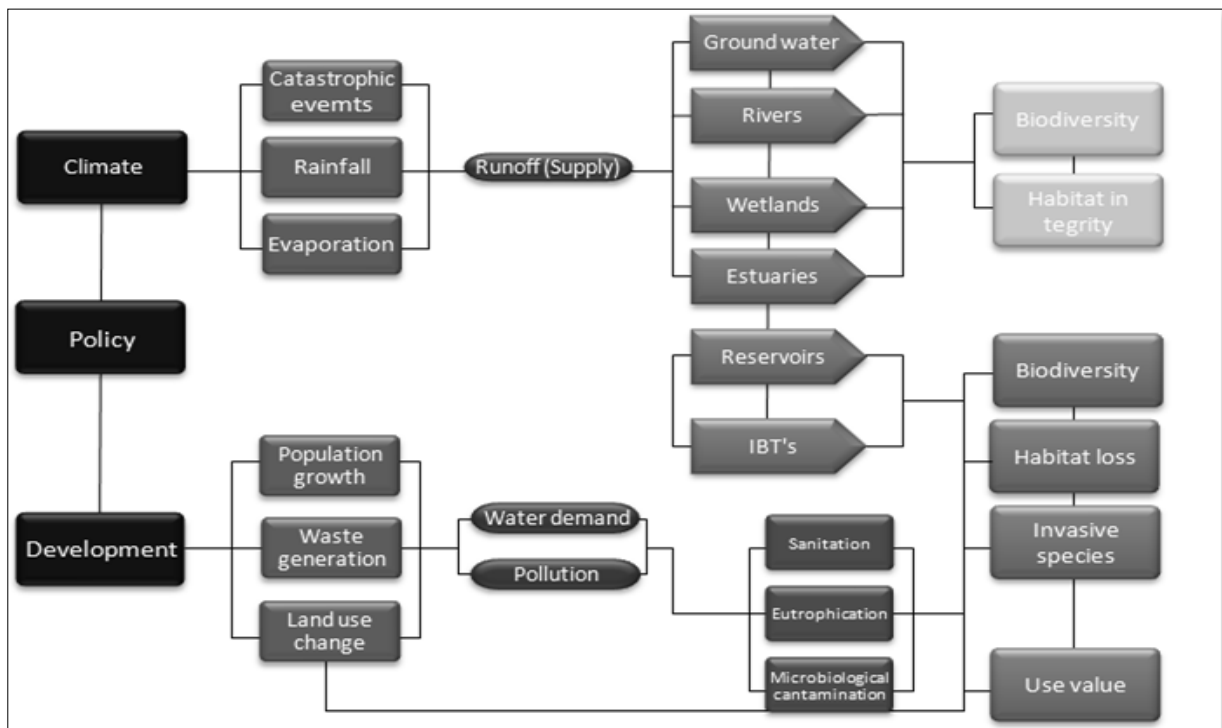 Climate
Policy
Development
Catastrophic
evemts
Rainfall
Evaporation
Runoff (Supply)
Ground water
Rivers
Wetlands
Estuaries
Reservoirs
IBT's
Biodiversity
Habitat in
tegrity
Population
growth
Waste
generation
Land use
change
Water demand
Pollution
Sanitation
Eutrophication
Microbiological
cantamination
Biodiversity
Habitat loss
Invasive
species
Use value